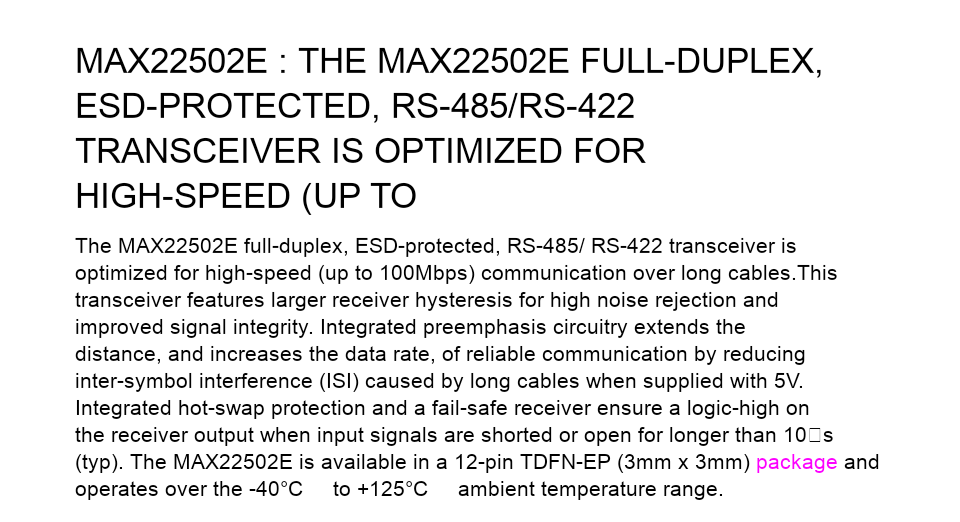 MAX22502E : THE MAX22502E FULL-DUPLEX,
ESD-PROTECTED, RS-485/RS-422
TRANSCEIVER IS OPTIMIZED FOR
HIGH-SPEED (UP TO
The MAX22502E full-duplex, ESD-protected, RS-485/ RS-422 transceiver is
optimized for high-speed (up to 100Mbps) communication over long cables.This
transceiver features larger receiver hysteresis for high noise rejection and
improved signal integrity. Integrated preemphasis circuitry extends the
distance, and increases the data rate, of reliable communication by reducing
inter-symbol interference (ISI) caused by long cables when supplied with 5V.
Integrated hot-swap protection and a fail-safe receiver ensure a logic-high on
the receiver output when input signals are shorted or open for longer than 10□s
(typ). The MAX22502E is available in a 12-pin TDFN-EP (3mm x 3mm) package and
operates over the -40°C to +125°C ambient temperature range.